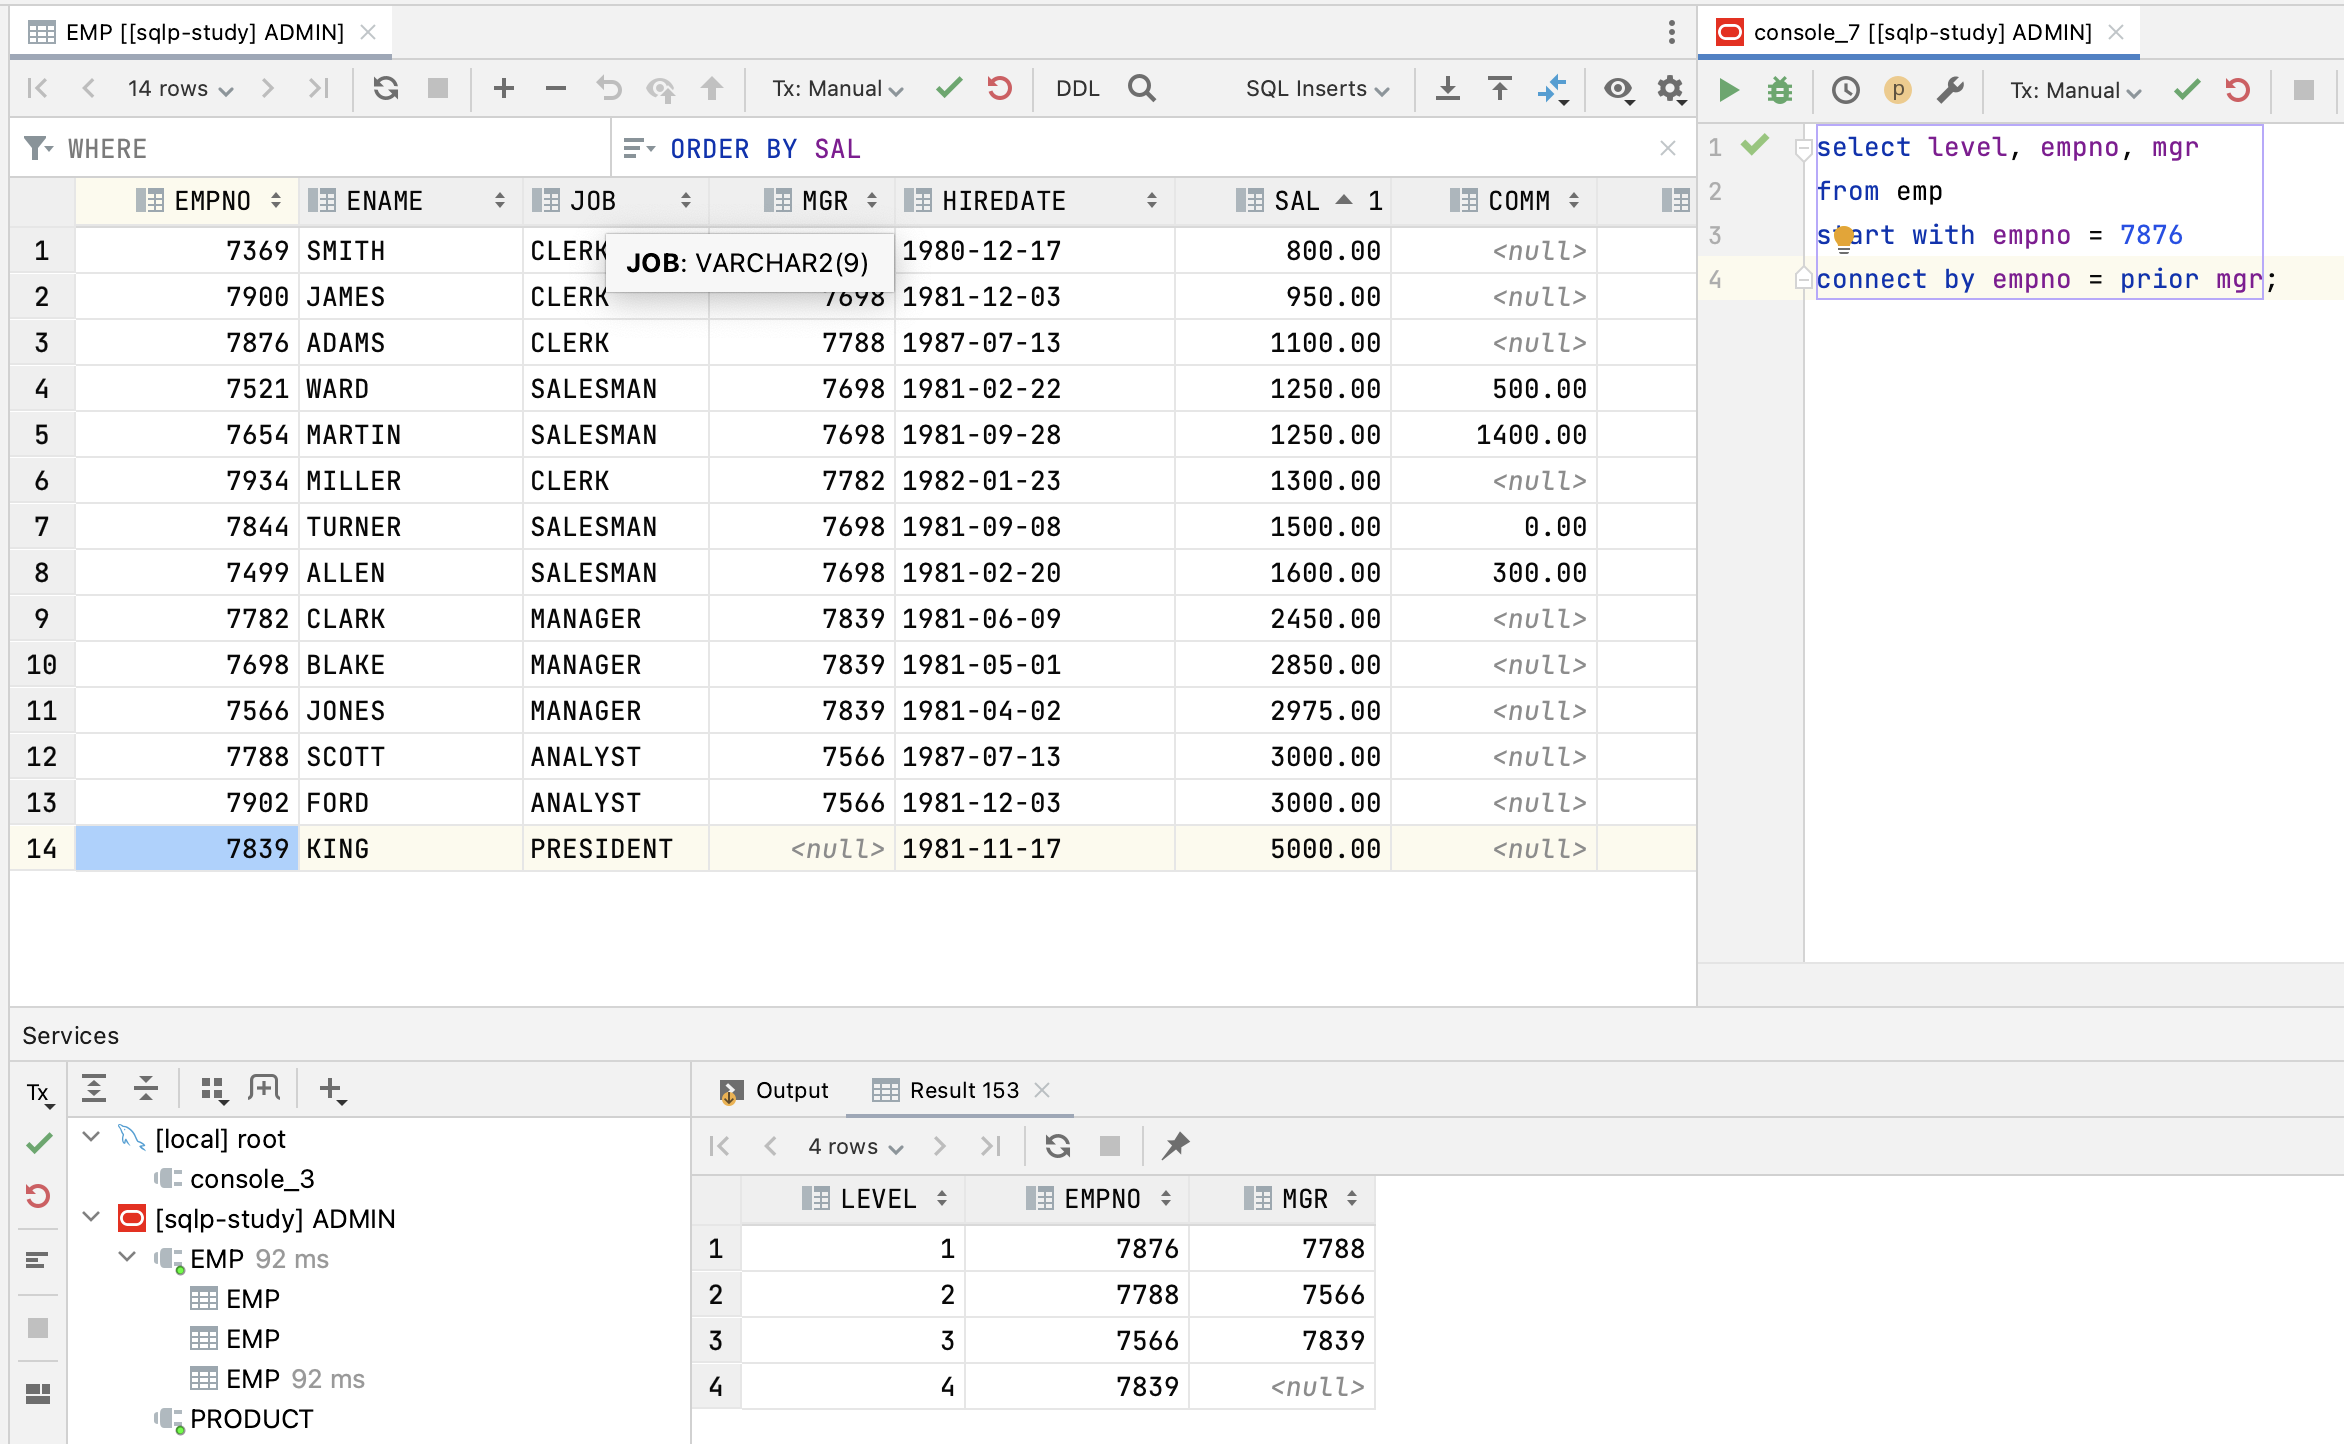 EMP [[sqlp-study] ADMIN]
console_7 [[sqlp-study] ADMIN]
14 rows
Tx: Manual
DDL
SQL Inserts
p
Tx: Manual
WHERE
ORDER BY SAL
1 select level, empno, mgr
2 from emp
3 start with empno = 7876
4 connect by empno = prior mgr;
EMPNO ENAME JOB MGR HIREDATE SAL 1 COMM
1 7369 SMITH CLERK 1980-12-17 800.00 <null>
JOB: VARCHAR2(9)
2 7900 JAMES CLERK 7698 1981-12-03 950.00 <null>
3 7876 ADAMS CLERK 7788 1987-07-13 1100.00 <null>
4 7521 WARD SALESMAN 7698 1981-02-22 1250.00 500.00
5 7654 MARTIN SALESMAN 7698 1981-09-28 1250.00 1400.00
6 7934 MILLER CLERK 7782 1982-01-23 1300.00 <null>
7 7844 TURNER SALESMAN 7698 1981-09-08 1500.00 0.00
8 7499 ALLEN SALESMAN 7698 1981-02-20 1600.00 300.00
9 7782 CLARK MANAGER 7839 1981-06-09 2450.00 <null>
10 7698 BLAKE MANAGER 7839 1981-05-01 2850.00 <null>
11 7566 JONES MANAGER 7839 1981-04-02 2975.00 <null>
12 7788 SCOTT ANALYST 7566 1987-07-13 3000.00 <null>
13 7902 FORD ANALYST 7566 1981-12-03 3000.00 <null>
14 7839 KING PRESIDENT <null> 1981-11-17 5000.00 <null>
Services
Tx
[local] root
console_3
[sqlp-study] ADMIN
EMP 92 ms
EMP
EMP
EMP 92 ms
PRODUCT
Output
Result 153
4 rows
LEVEL EMPNO MGR
1 1 7876 7788
2 2 7788 7566
3 3 7566 7839
4 4 7839 <null>